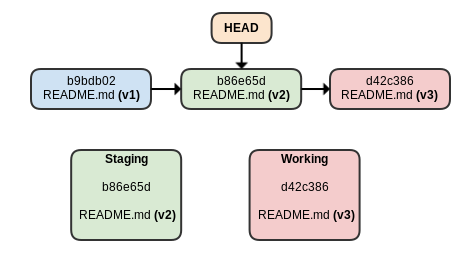 HEAD
b9bdb02
README.md (v1)
b86e65d
README.md (v2)
d42c386
README.md (v3)
Staging
b86e65d
README.md (v2)
Working
d42c386
README.md (v3)